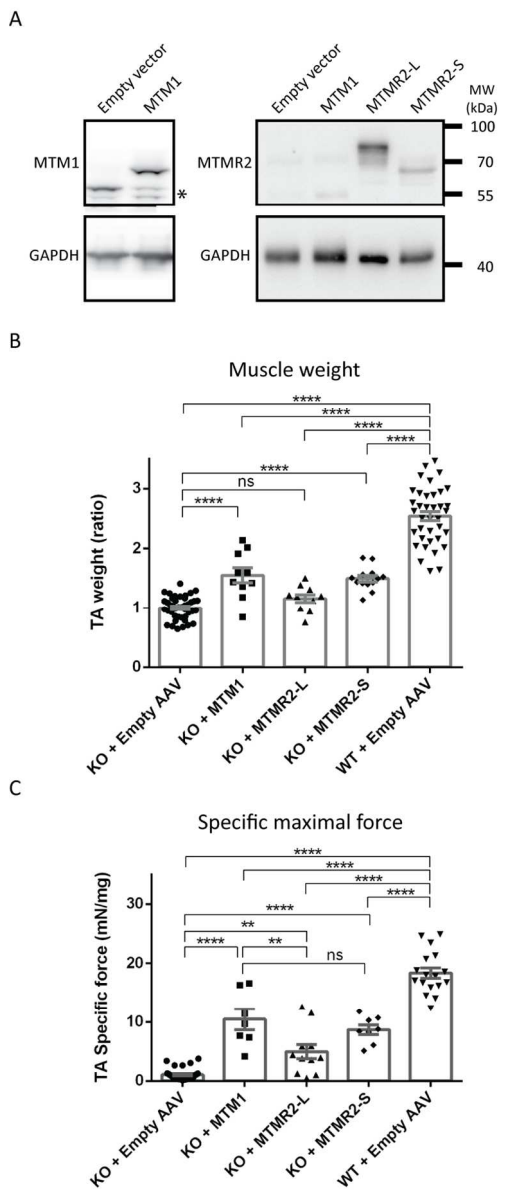 A
Empty vector
MTM1
Empty vector
MTM1
MTMR2-L
MTMR2-S
MW
(kDa)
MTM1
*
MTMR2
100
70
55
GAPDH
GAPDH
40
B
Muscle weight
****
****
****
****
****
ns
****
TA weight (ratio)
3
2
1
0
KO + Empty AAV
KO + MTM1
KO + MTMR2-L
KO + MTMR2-S
WT + Empty AAV
C
Specific maximal force
****
****
****
****
****
**
****
**
ns
TA Specific force (mN/mg)
30
20
10
0
KO + Empty AAV
KO + MTM1
KO + MTMR2-L
KO + MTMR2-S
WT + Empty AAV